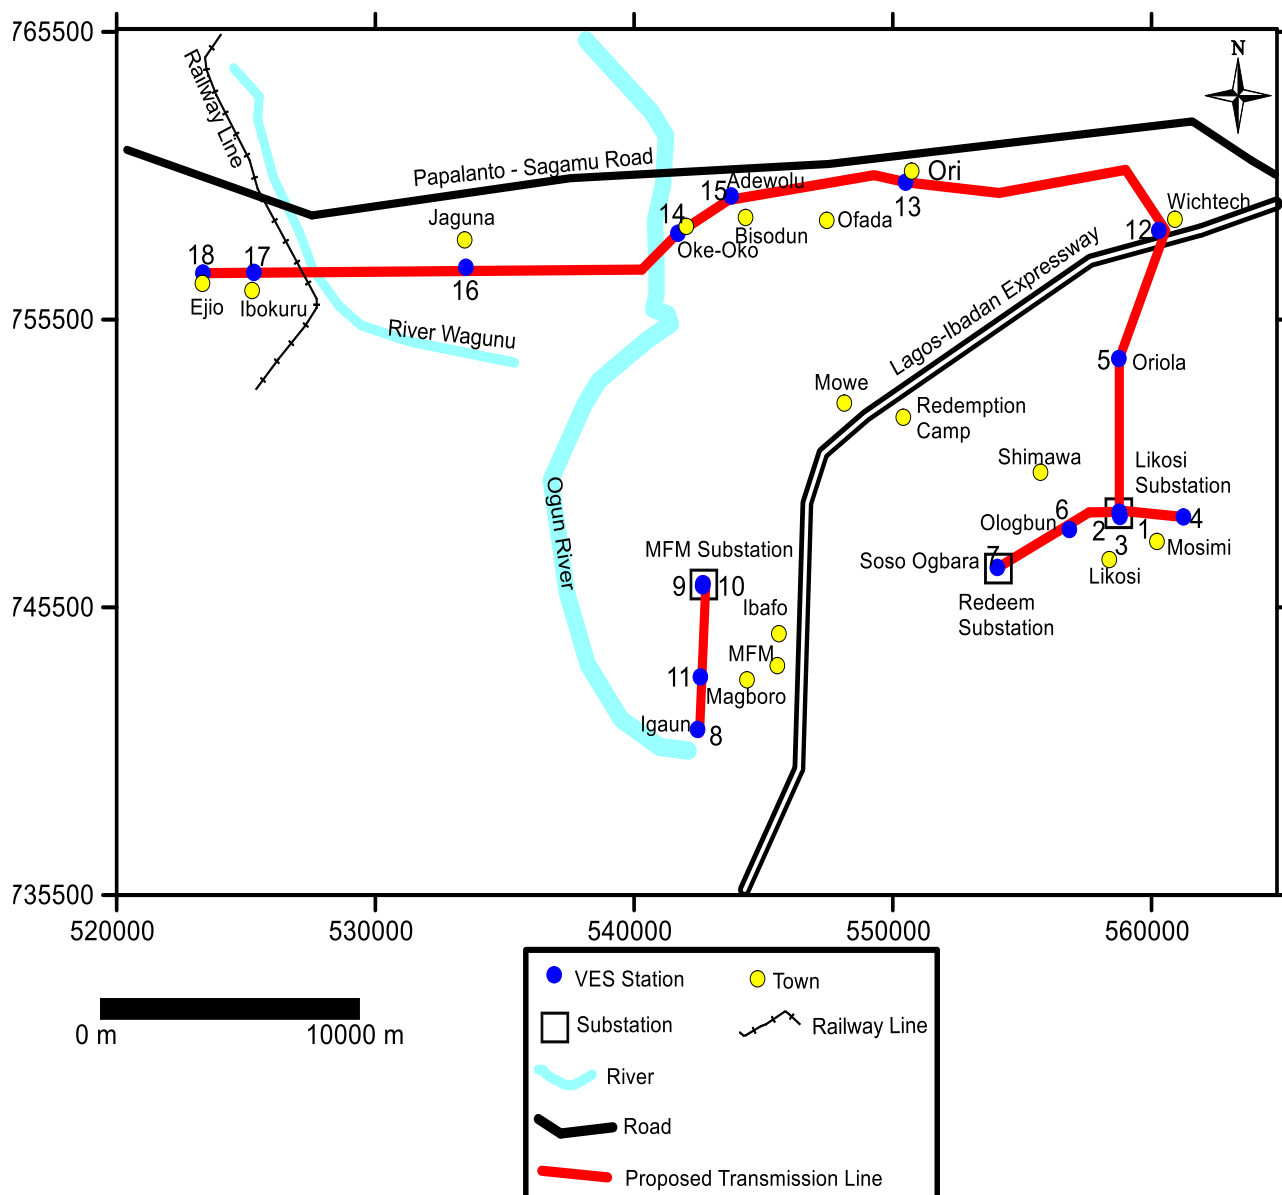 765500
N
Railway Line
Papalanto - Sagamu Road
Ori
15
Adewolu
13
Wichtech
Jaguna
14
Bisodun
Ofada
12
Oke-Oko
18
17
16
Ejio
Ibokuru
755500
River Wagunu
Lagos-Ibadan Expressway
5
Oriola
Mowe
Redemption
Camp
Shimawa
Likosi
Substation
Ogun River
6
Ologbun
2
3
1
4
Mosimi
MFM Substation
Soso Ogbara
7
Likosi
9
10
Redeem
Substation
745500
Ibafo
MFM
11
Magboro
Igaun
8
735500
520000
530000
540000
550000
560000
0 m
10000 m
VES Station
Town
Substation
Railway Line
River
Road
Proposed Transmission Line